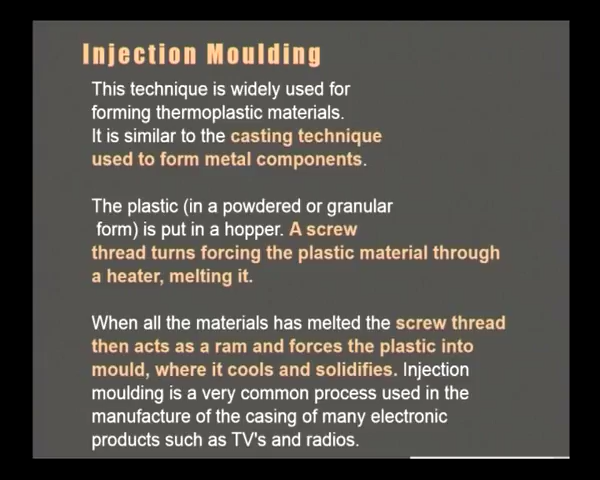 Injection Moulding
This technique is widely used for
forming thermoplastic materials.
It is similar to the casting technique
used to form metal components.
The plastic (in a powdered or granular
form) is put in a hopper. A screw
thread turns forcing the plastic material through
a heater, melting it.
When all the materials has melted the screw thread
then acts as a ram and forces the plastic into
mould, where it cools and solidifies. Injection
moulding is a very common process used in the
manufacture of the casing of many electronic
products such as TV's and radios.